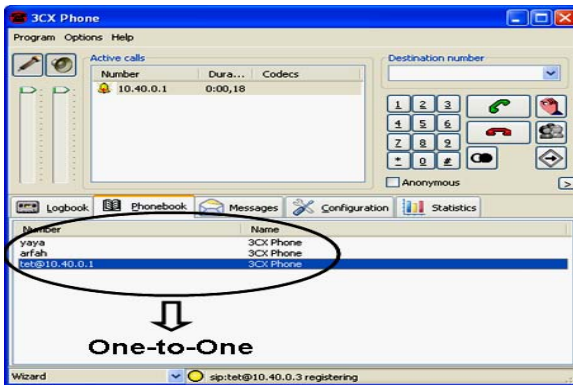 3CX Phone
Program Options Help
Active calls
Number Dura... Codecs
10.40.0.1 0:00,18
Destination number
1 2 3
4 5 6
7 8 9
* 0 #
Anonymous
>
Logbook Phonebook Messages Configuration Statistics
Number Name
yaya 3CX Phone
arfah 3CX Phone
tet@10.40.0.1 3CX Phone
One-to-One
Wizard sip:tet@10.40.0.3 registering